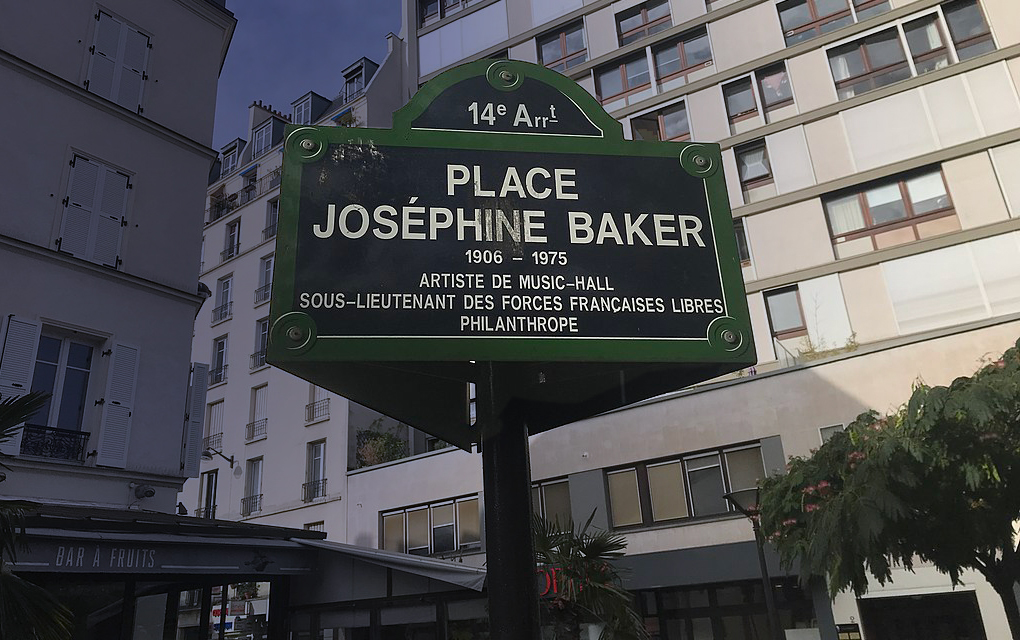 14e Arrt
PLACE
JOSÉPHINE BAKER
1906 – 1975
ARTISTE DE MUSIC–HALL
SOUS–LIEUTENANT DES FORCES FRANÇAISES LIBRES
PHILANTHROPE
BAR À FRUITS